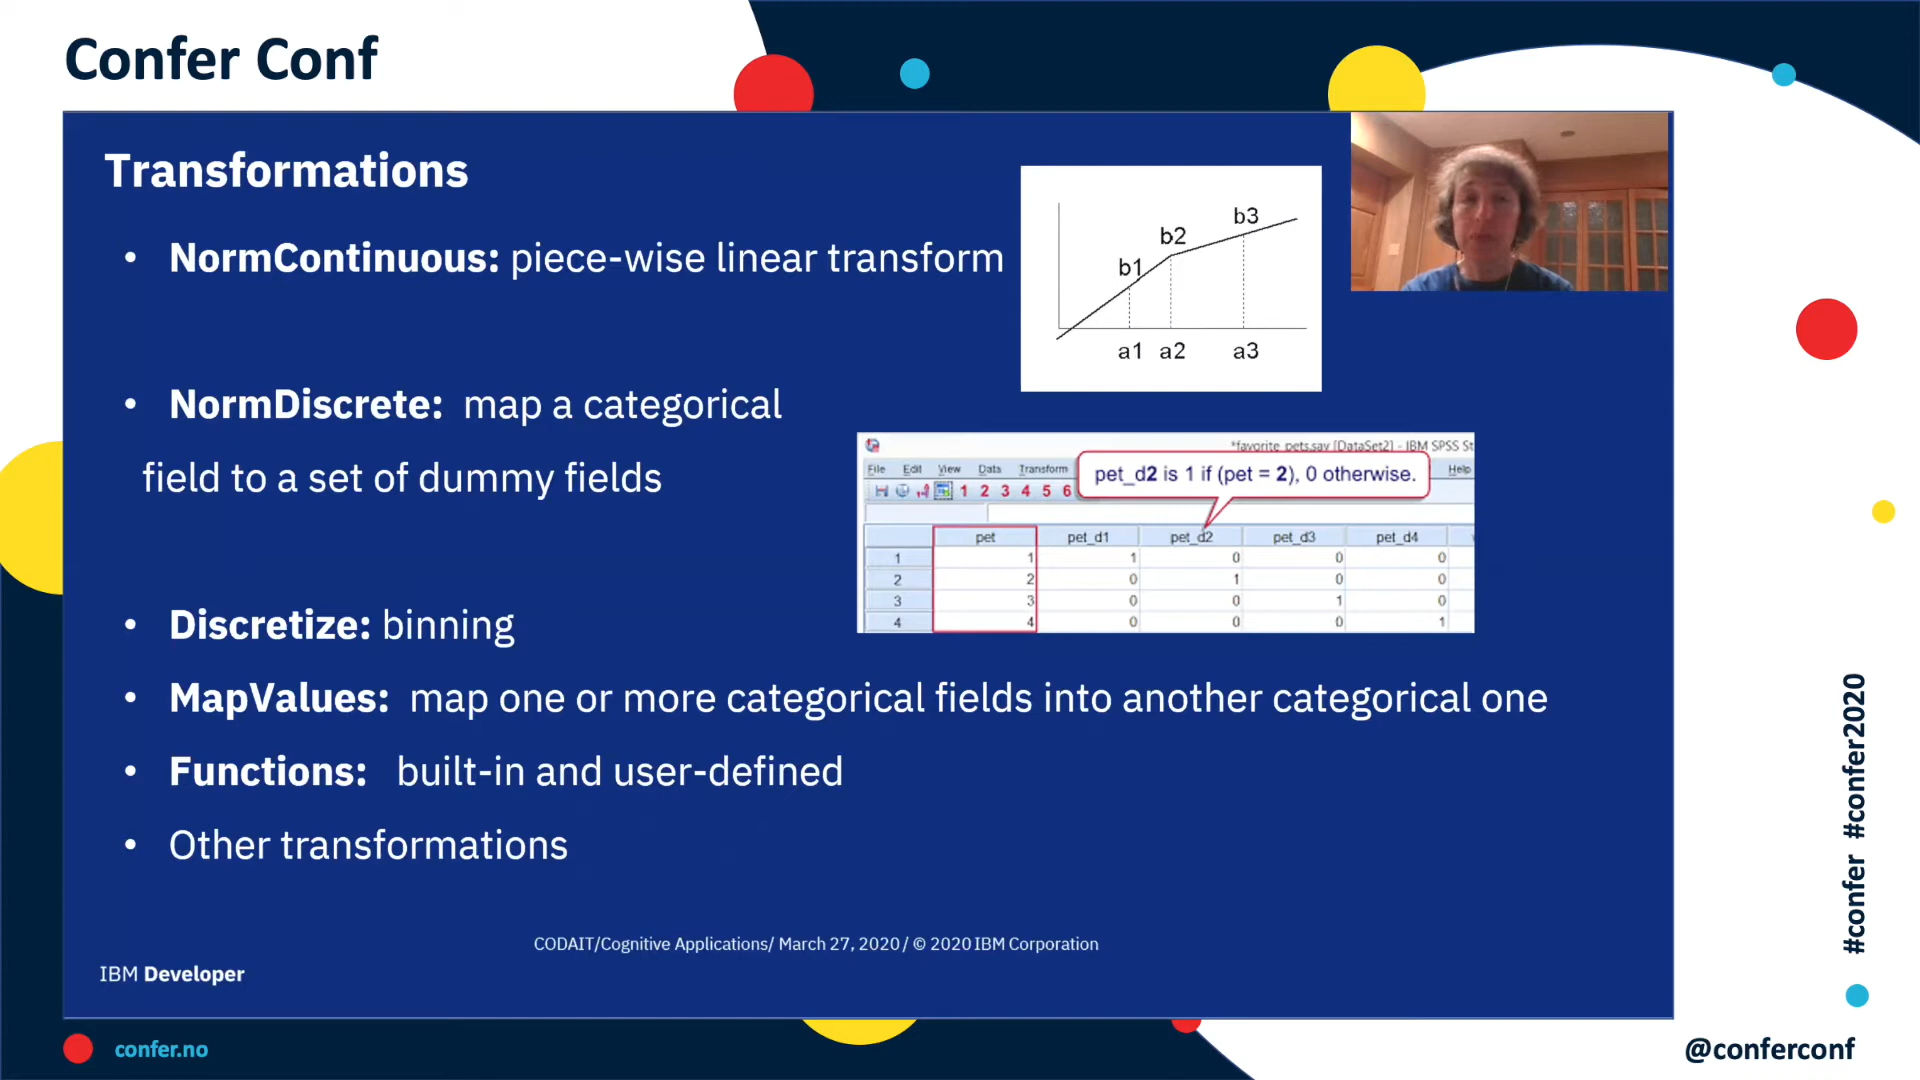 Confer Conf
Transformations
• NormContinuous: piece-wise linear transform
b1
b2
b3
a1 a2 a3
• NormDiscrete: map a categorical
field to a set of dummy fields
*favorite_pets.sav [DataSet2] - IBM SPSS St
File Edit View Data Transform
Help
pet_d2 is 1 if (pet = 2), 0 otherwise.
1 2 3 4 5 6
pet pet_d1 pet_d2 pet_d3 pet_d4
1 1 1 0 0 0
2 2 0 1 0 0
3 3 0 0 1 0
4 4 0 0 0 1
• Discretize: binning
• MapValues: map one or more categorical fields into another categorical one
• Functions: built-in and user-defined
• Other transformations
CODAIT/Cognitive Applications/ March 27, 2020 / © 2020 IBM Corporation
IBM Developer
#confer #confer2020
confer.no
@conferconf